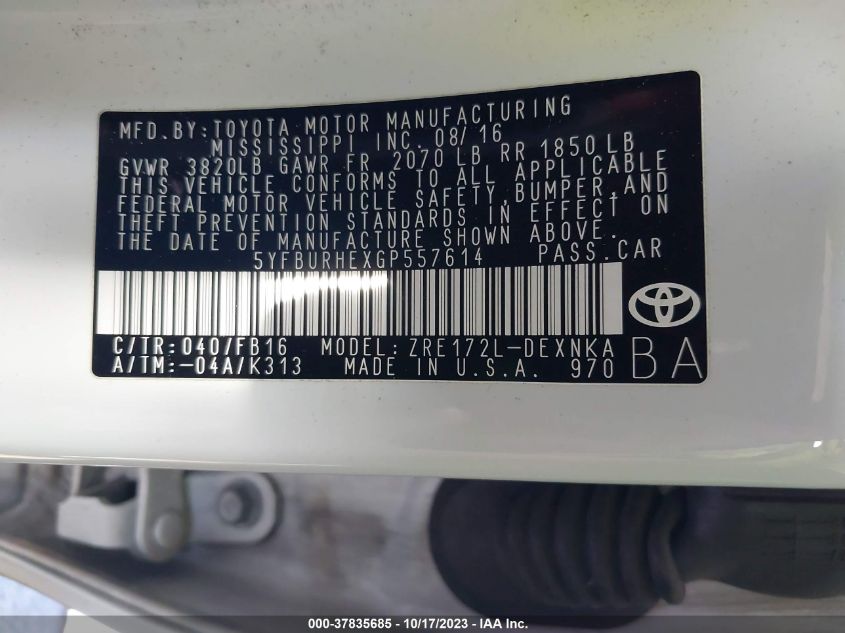 MFD.BY:TOYOTA MOTOR MANUFACTURING
MISSISSIPPI INC. 08/16
GVWR 3820LB GAWR FR 2070 LB RR 1850 LB
THIS VEHICLE CONFORMS TO ALL APPLICABLE
FEDERAL MOTOR VEHICLE SAFETY,BUMPER,AND
THEFT PREVENTION STANDARDS IN EFFECT ON
THE DATE OF MANUFACTURE SHOWN ABOVE.
5YFBURHEXGP557614 PASS.CAR
C/TR:040/FB16 MODEL:ZRE172L-DEXNKA
A/TM:-04A/K313 MADE IN U.S.A. 970
BA
000-37835685 - 10/17/2023 - IAA Inc.